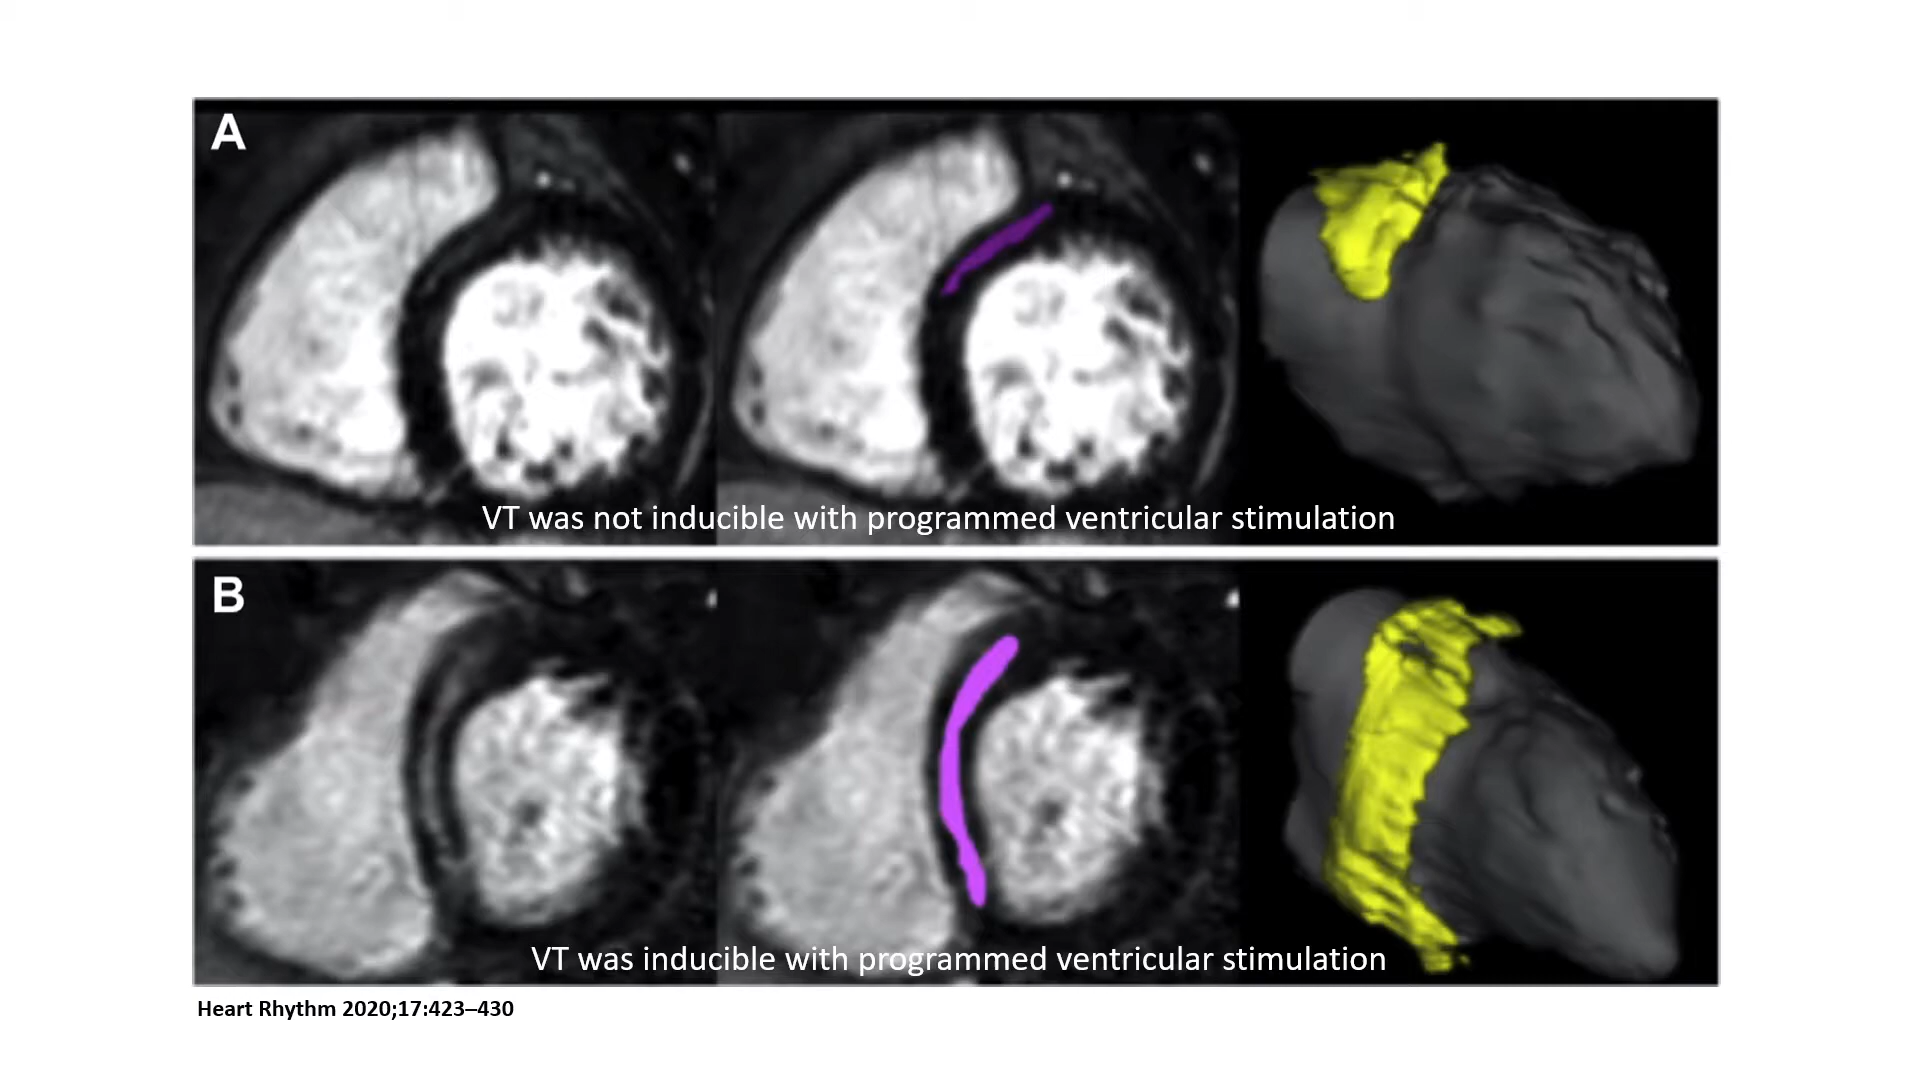 A
VT was not inducible with programmed ventricular stimulation
B
VT was inducible with programmed ventricular stimulation
Heart Rhythm 2020;17:423–430